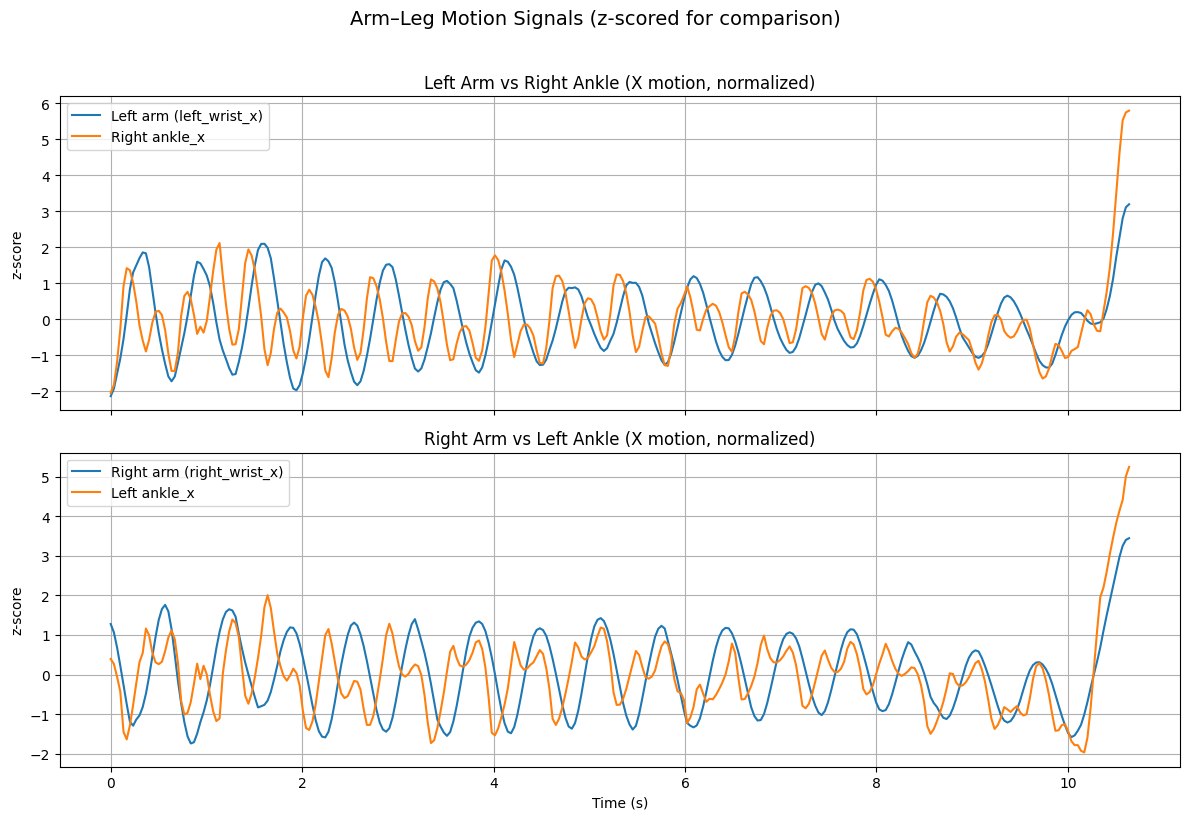 Arm–Leg Motion Signals (z-scored for comparison)
Left Arm vs Right Ankle (X motion, normalized)
6
5
4
3
2
1
0
−1
−2
z-score
Left arm (left_wrist_x)
Right ankle_x
Right Arm vs Left Ankle (X motion, normalized)
5
4
3
2
1
0
−1
−2
z-score
Right arm (right_wrist_x)
Left ankle_x
0 2 4 6 8 10
Time (s)